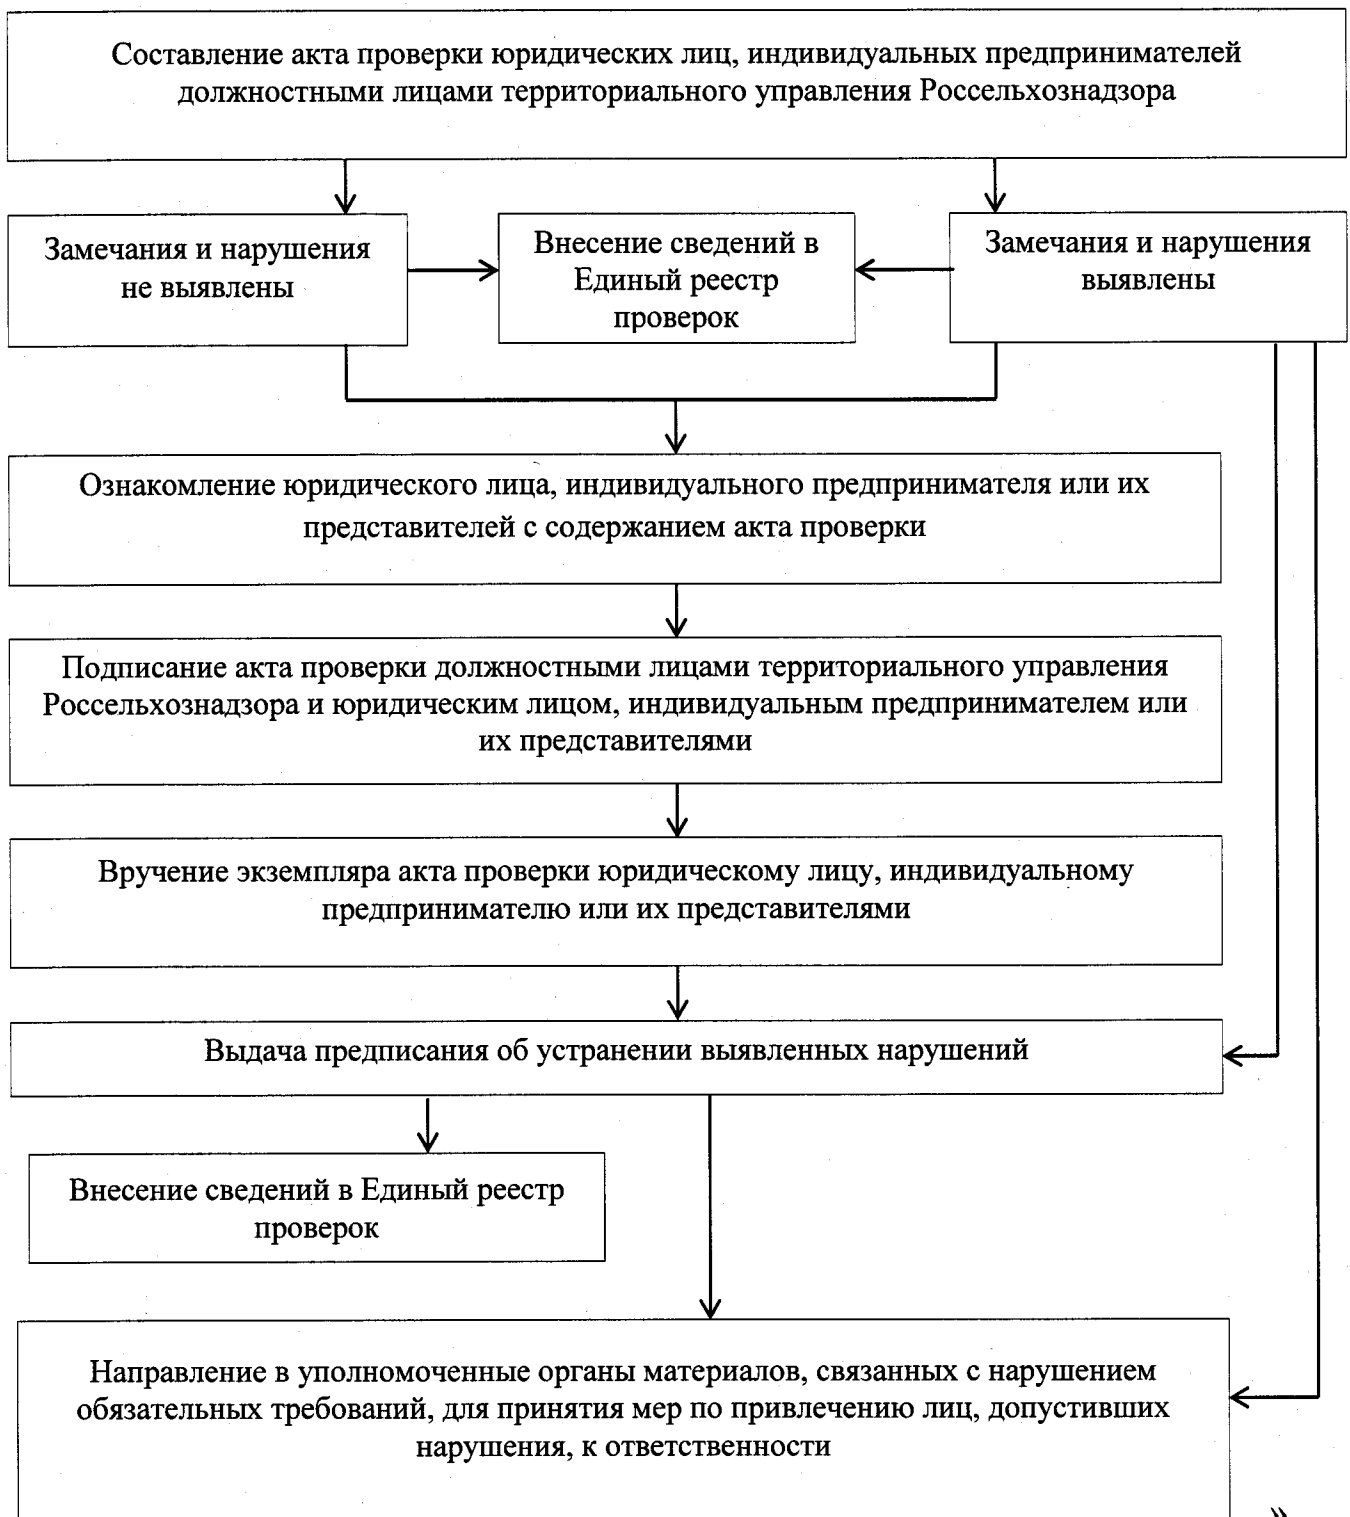 Составление акта проверки юридических лиц, индивидуальных предпринимателей
должностными лицами территориального управления Россельхознадзора
Замечания и нарушения
не выявлены
Внесение сведений в
Единый реестр
проверок
Замечания и нарушения
выявлены
Ознакомление юридического лица, индивидуального предпринимателя или их
представителей с содержанием акта проверки
Подписание акта проверки должностными лицами территориального управления
Россельхознадзора и юридическим лицом, индивидуальным предпринимателем или
их представителями
Вручение экземпляра акта проверки юридическому лицу, индивидуальному
предпринимателю или их представителями
Выдача предписания об устранении выявленных нарушений
Внесение сведений в Единый реестр
проверок
Направление в уполномоченные органы материалов, связанных с нарушением
обязательных требований, для принятия мер по привлечению лиц, допустивших
нарушения, к ответственности
»